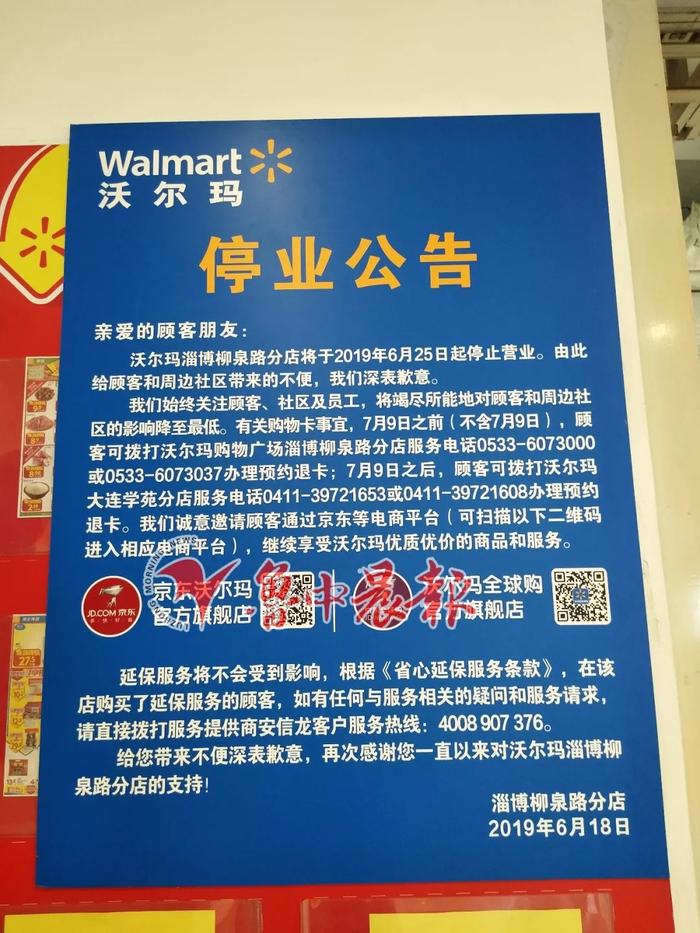 Walmart
沃尔玛
停业公告
亲爱的顾客朋友：
沃尔玛淄博柳泉路分店将于2019年6月25日起停止营业。由此
给顾客和周边社区带来的不便，我们深表歉意。
我们始终关注顾客、社区及员工，将竭尽所能地对顾客和周边社
区的影响降至最低。有关购物卡事宜，7月9日之前（不含7月9日），顾
客可拨打沃尔玛购物广场淄博柳泉路分店服务电话0533-6073000
或0533-6073037办理预约退卡；7月9日之后，顾客可拨打沃尔玛
大连学苑分店服务电话0411-39721653或0411-39721608办理预约
退卡。我们诚意邀请顾客通过京东等电商平台（可扫描以下二维码
进入相应电商平台），继续享受沃尔玛优质优价的商品和服务。
JD.COM 京东
京东沃尔玛
官方旗舰店
沃尔玛全球购
官方旗舰店
鲁中晨报
延保服务将不会受到影响，根据《省心延保服务条款》，在该
店购买了延保服务的顾客，如有任何与服务相关的疑问和服务请求，
请直接拨打服务提供商安信龙客户服务热线：4008 907 376。
给您带来不便深表歉意，再次感谢您一直以来对沃尔玛淄博柳
泉路分店的支持！
淄博柳泉路分店
2019年6月18日